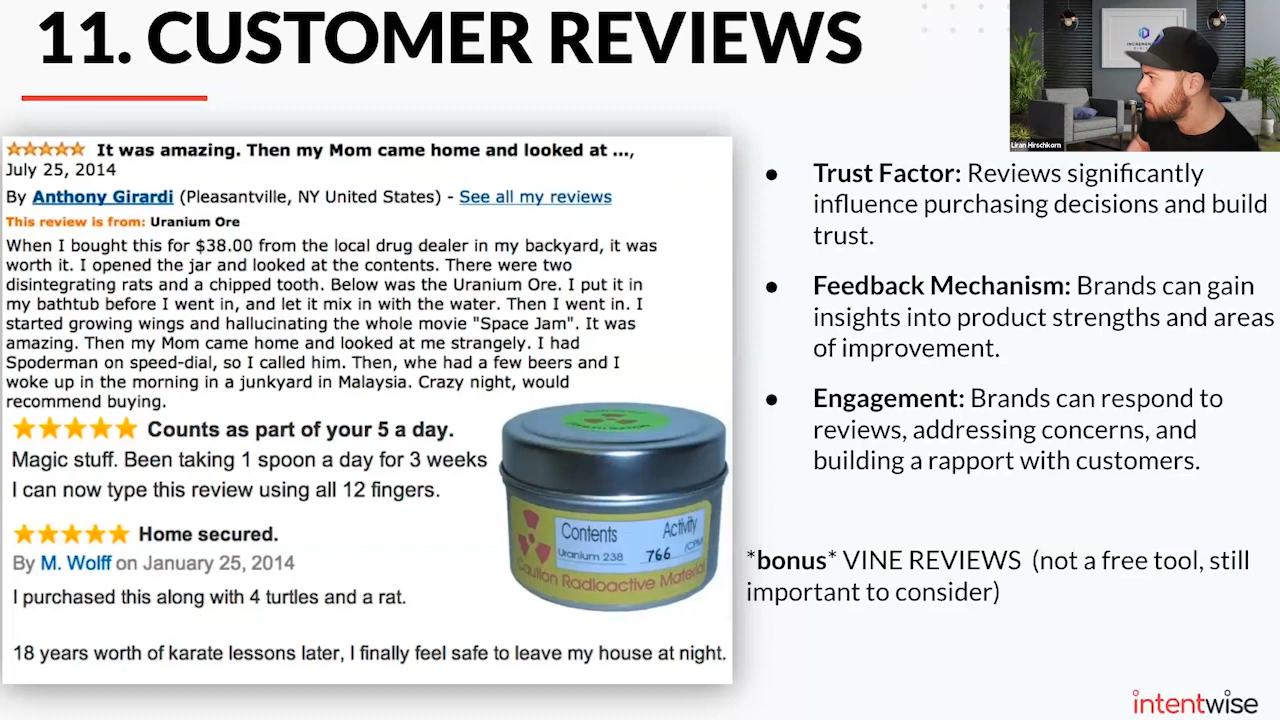 11. CUSTOMER REVIEWS
It was amazing. Then my Mom came home and looked at ...,
July 25, 2014
By Anthony Girardi (Pleasantville, NY United States) - See all my reviews
This review is from: Uranium Ore
When I bought this for $38.00 from the local drug dealer in my backyard, it was
worth it. I opened the jar and looked at the contents. There were two
disintegrating rats and a chipped tooth. Below was the Uranium Ore. I put it in
my bathtub before I went in, and let it mix in with the water. Then I went in. I
started growing wings and hallucinating the whole movie "Space Jam". It was
amazing. Then my Mom came home and looked at me strangely. I had
Spoderman on speed-dial, so I called him. Then, whe had a few beers and I
woke up in the morning in a junkyard in Malaysia. Crazy night, would
recommend buying.
Counts as part of your 5 a day.
Magic stuff. Been taking 1 spoon a day for 3 weeks
I can now type this review using all 12 fingers.
Home secured.
By M. Wolff on January 25, 2014
I purchased this along with 4 turtles and a rat.
18 years worth of karate lessons later, I finally feel safe to leave my house at night.
Contents
Activity
Uranium 238
766 /CPM
Caution Radioactive Material
Liran Hirschkorn
● Trust Factor: Reviews significantly
influence purchasing decisions and build
trust.
● Feedback Mechanism: Brands can gain
insights into product strengths and areas
of improvement.
● Engagement: Brands can respond to
reviews, addressing concerns, and
building a rapport with customers.
*bonus* VINE REVIEWS (not a free tool, still
important to consider)
intentwise